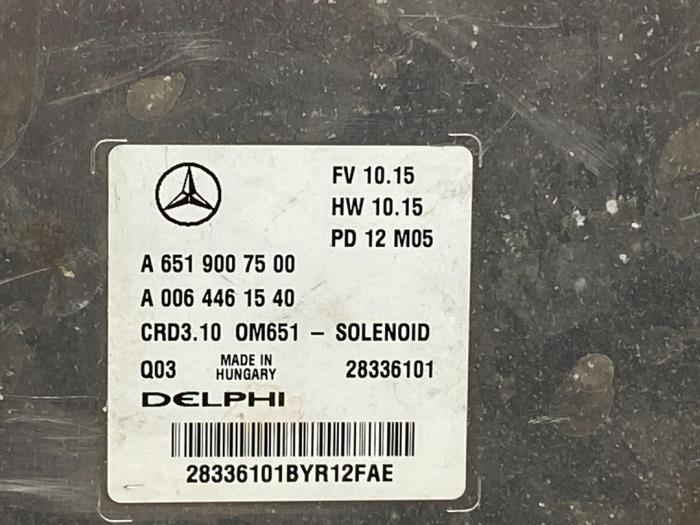 FV 10.15
HW 10.15
PD 12 M05
A 651 900 75 00
A 006 446 15 40
CRD3.10 OM651 – SOLENOID
Q03 MADE IN HUNGARY 28336101
DELPHI
28336101BYR12FAE